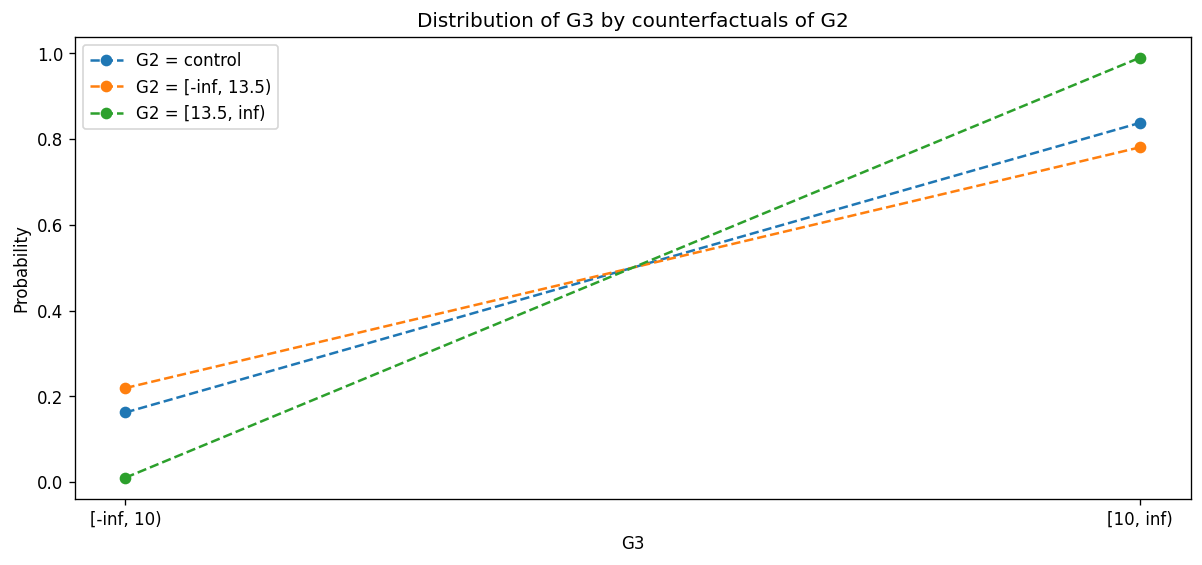 Distribution of G3 by counterfactuals of G2
G2 = control
G2 = [-inf, 13.5)
G2 = [13.5, inf)
1.0
0.8
0.6
0.4
0.2
0.0
Probability
[-inf, 10)
[10, inf)
G3